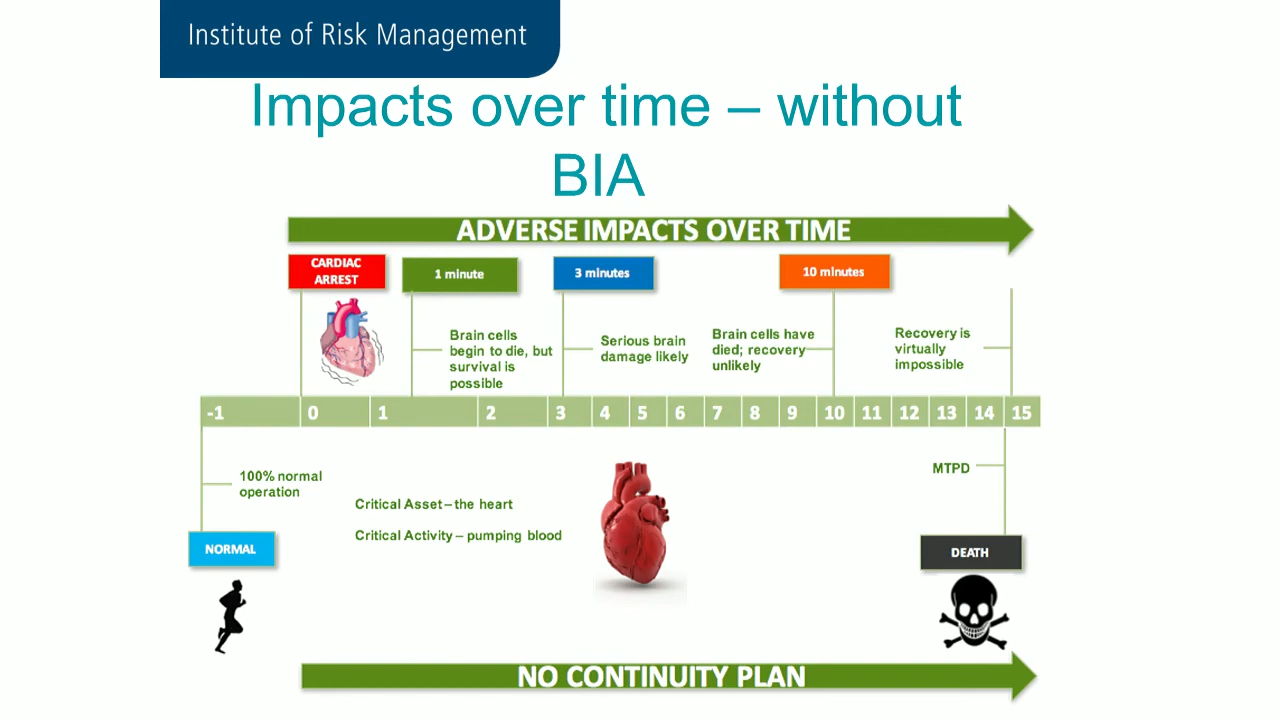 Institute of Risk Management
Impacts over time – without
BIA
ADVERSE IMPACTS OVER TIME
CARDIAC
ARREST
1 minute
3 minutes
10 minutes
Brain cells
begin to die, but
survival is
possible
Serious brain
damage likely
Brain cells have
died; recovery
unlikely
Recovery is
virtually
impossible
-1 0 1 2 3 4 5 6 7 8 9 10 11 12 13 14 15
100% normal
operation
Critical Asset – the heart
Critical Activity – pumping blood
MTPD
NORMAL
DEATH
NO CONTINUITY PLAN